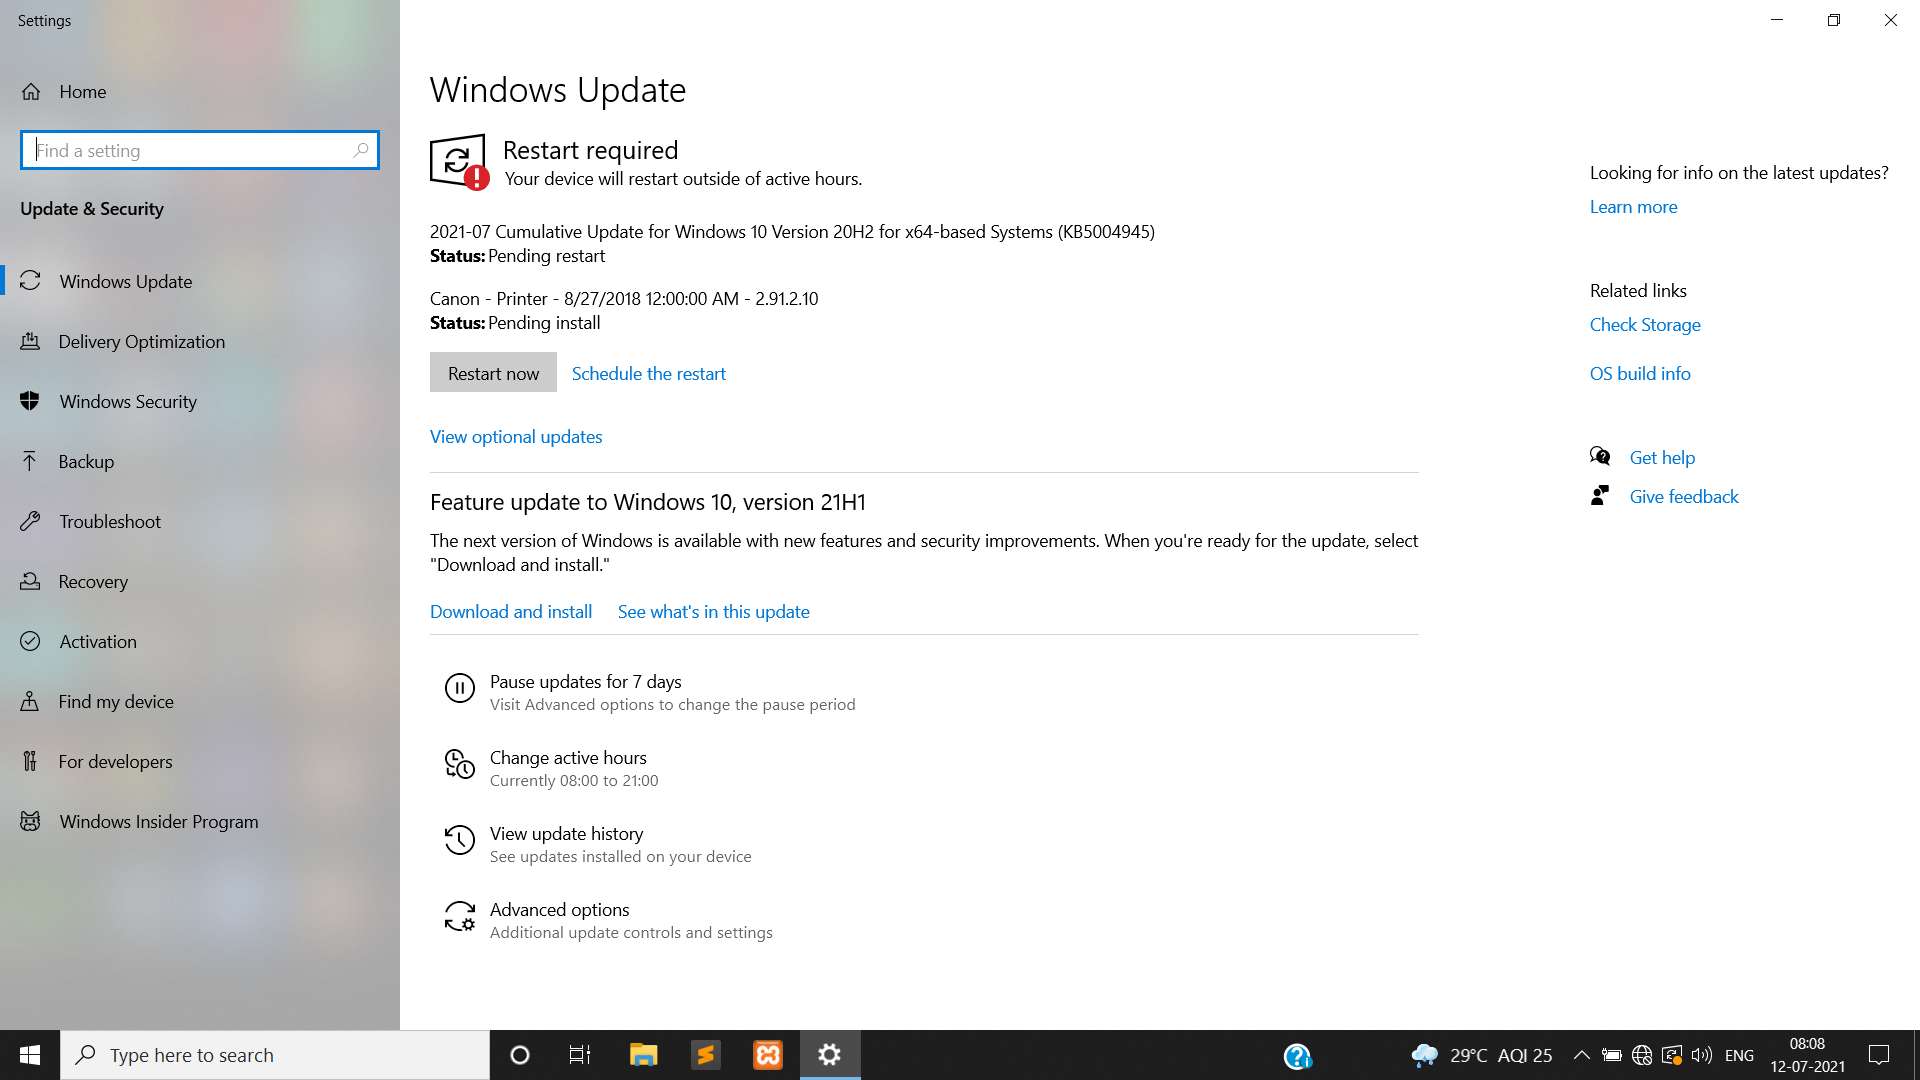 Settings
Home
Find a setting
Update & Security
Windows Update
Delivery Optimization
Windows Security
Backup
Troubleshoot
Recovery
Activation
Find my device
For developers
Windows Insider Program
Windows Update
Restart required
Your device will restart outside of active hours.
2021-07 Cumulative Update for Windows 10 Version 20H2 for x64-based Systems (KB5004945)
Status: Pending restart
Canon - Printer - 8/27/2018 12:00:00 AM - 2.91.2.10
Status: Pending install
Restart now Schedule the restart
View optional updates
Feature update to Windows 10, version 21H1
The next version of Windows is available with new features and security improvements. When you're ready for the update, select
"Download and install."
Download and install See what's in this update
Pause updates for 7 days
Visit Advanced options to change the pause period
Change active hours
Currently 08:00 to 21:00
View update history
See updates installed on your device
Advanced options
Additional update controls and settings
Looking for info on the latest updates?
Learn more
Related links
Check Storage
OS build info
Get help
Give feedback
Type here to search
29°C AQI 25
ENG
08:08
12-07-2021